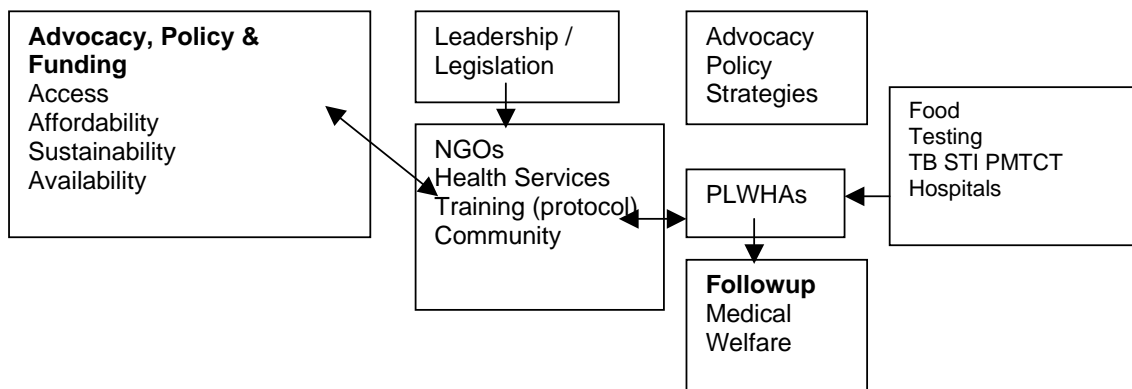 Advocacy, Policy &
Funding
Access
Affordability
Sustainability
Availability
Leadership /
Legislation
NGOs
Health Services
Training (protocol)
Community
Advocacy
Policy
Strategies
PLWHAs
Followup
Medical
Welfare
Food
Testing
TB STI PMTCT
Hospitals